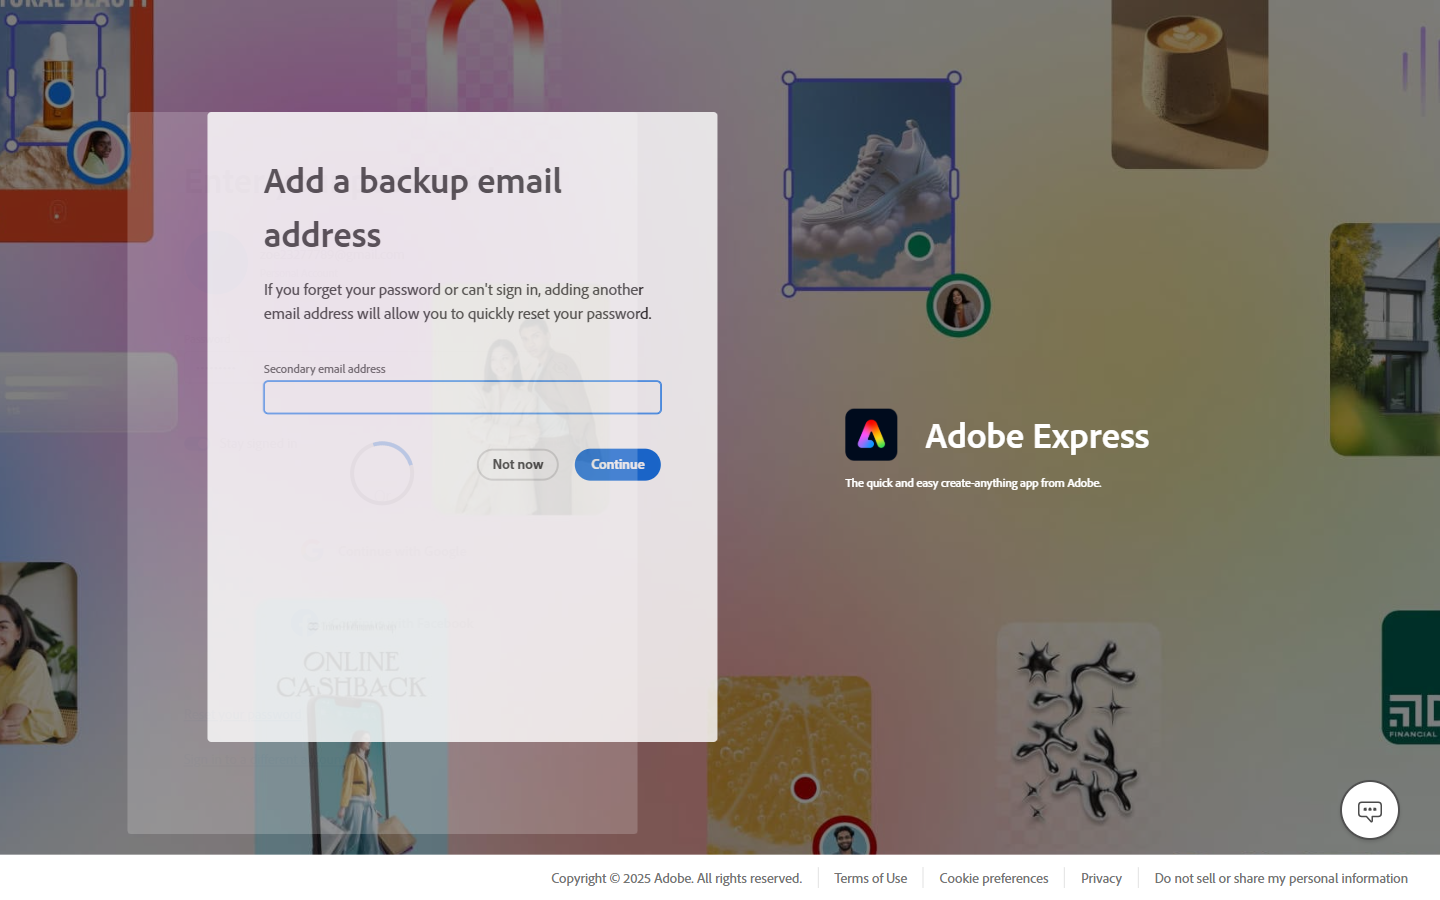 Add a backup email
address
If you forget your password or can't sign in, adding another
email address will allow you to quickly reset your password.
Secondary email address
Not now
Continue
ONLINE
CASHBACK
Adobe Express
The quick and easy create-anything app from Adobe.
FINANCIAL
Copyright © 2025 Adobe. All rights reserved.
Terms of Use
Cookie preferences
Privacy
Do not sell or share my personal information